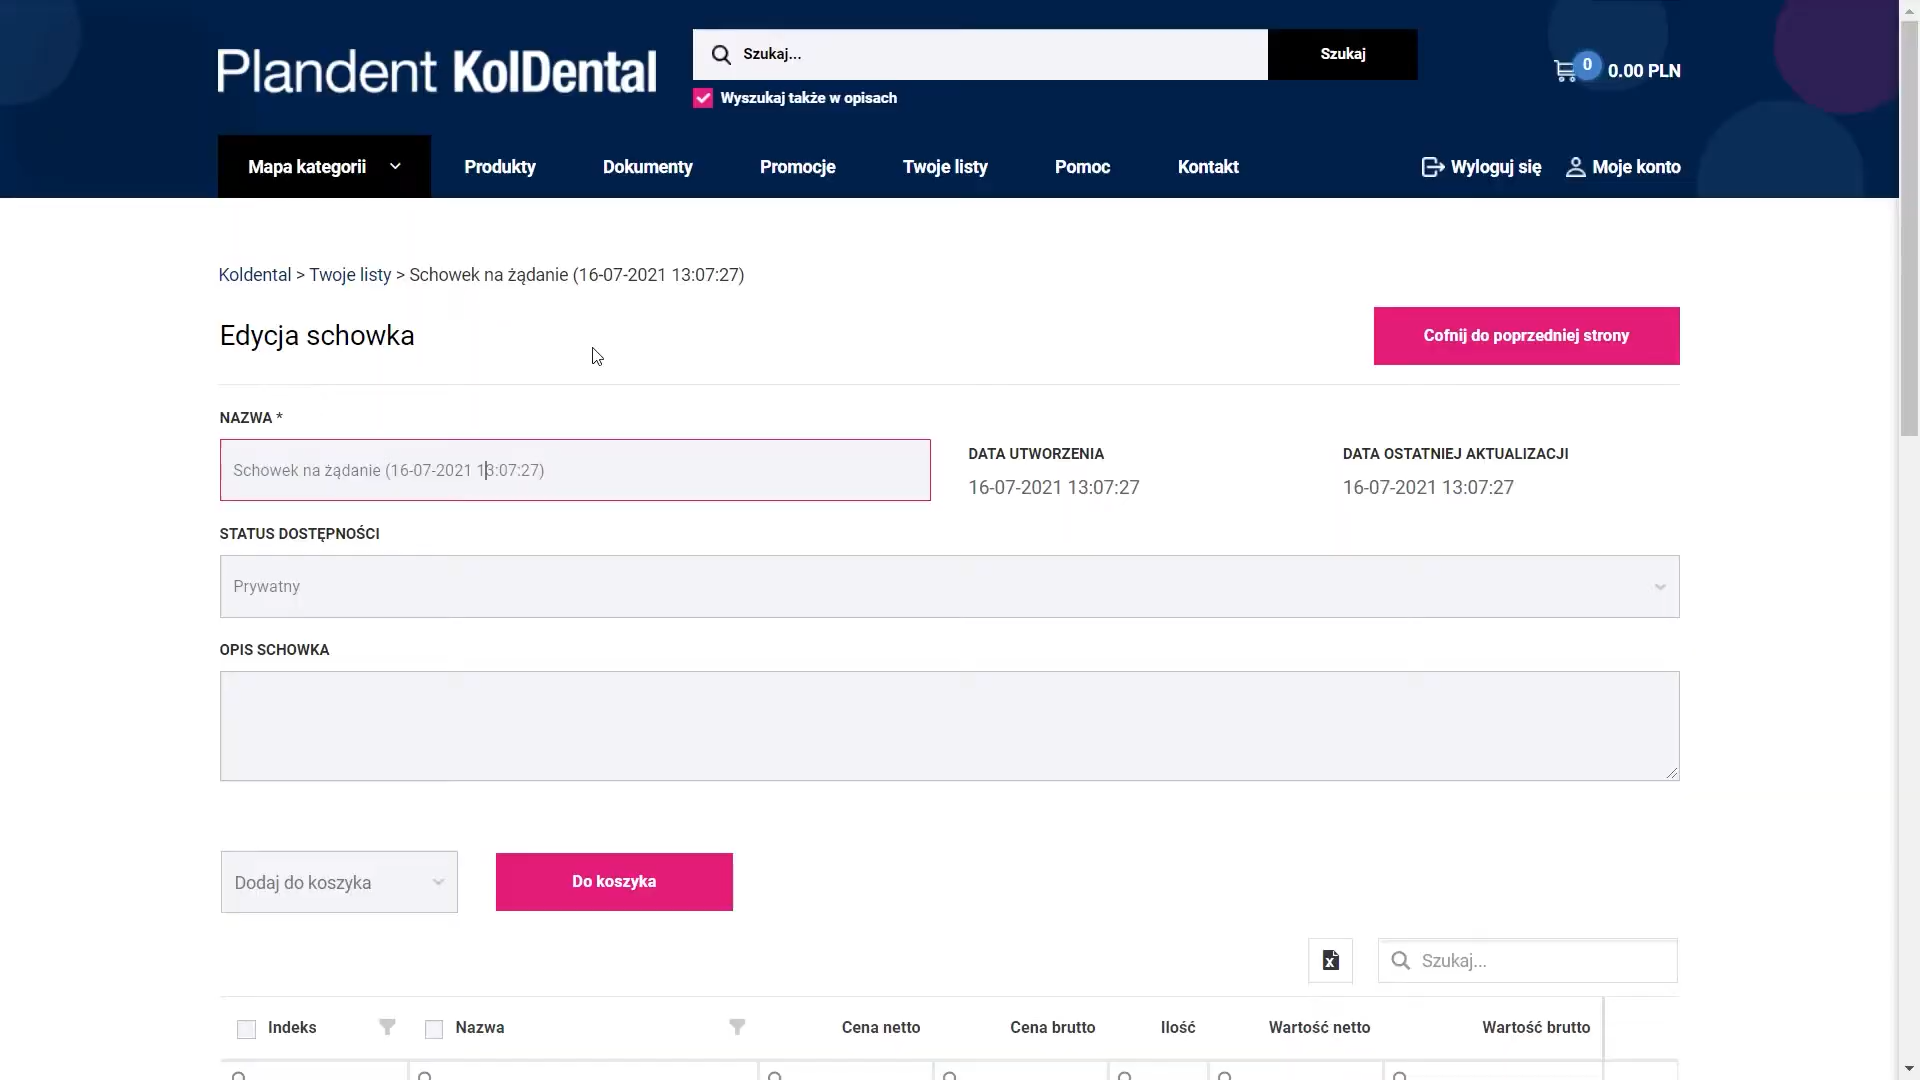 Plandent KolDental
Szukaj...
Szukaj
0
0.00 PLN
Wyszukaj także w opisach
Mapa kategorii
Produkty
Dokumenty
Promocje
Twoje listy
Pomoc
Kontakt
Wyloguj się
Moje konto
Koldental > Twoje listy > Schowek na żądanie (16-07-2021 13:07:27)
Edycja schowka
Cofnij do poprzedniej strony
NAZWA *
Schowek na żądanie (16-07-2021 13:07:27)
DATA UTWORZENIA
16-07-2021 13:07:27
DATA OSTATNIEJ AKTUALIZACJI
16-07-2021 13:07:27
STATUS DOSTĘPNOŚCI
Prywatny
OPIS SCHOWKA
Dodaj do koszyka
Do koszyka
Szukaj...
Indeks
Nazwa
Cena netto
Cena brutto
Ilość
Wartość netto
Wartość brutto